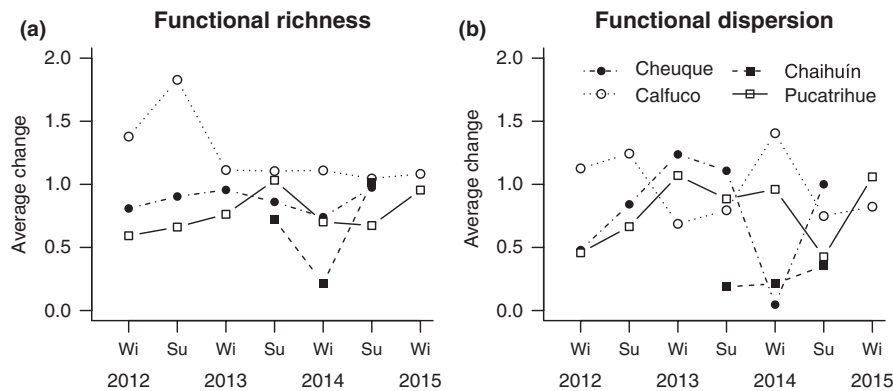 (a) Functional richness
2.0
1.5
1.0
0.5
0.0
Average change
Wi Su Wi Su Wi Su Wi
2012 2013 2014 2015
(b) Functional dispersion
2.0
1.5
1.0
0.5
0.0
Average change
Cheuque Chaihuín
Calfuco Pucatrihue
Wi Su Wi Su Wi Su Wi
2012 2013 2014 2015